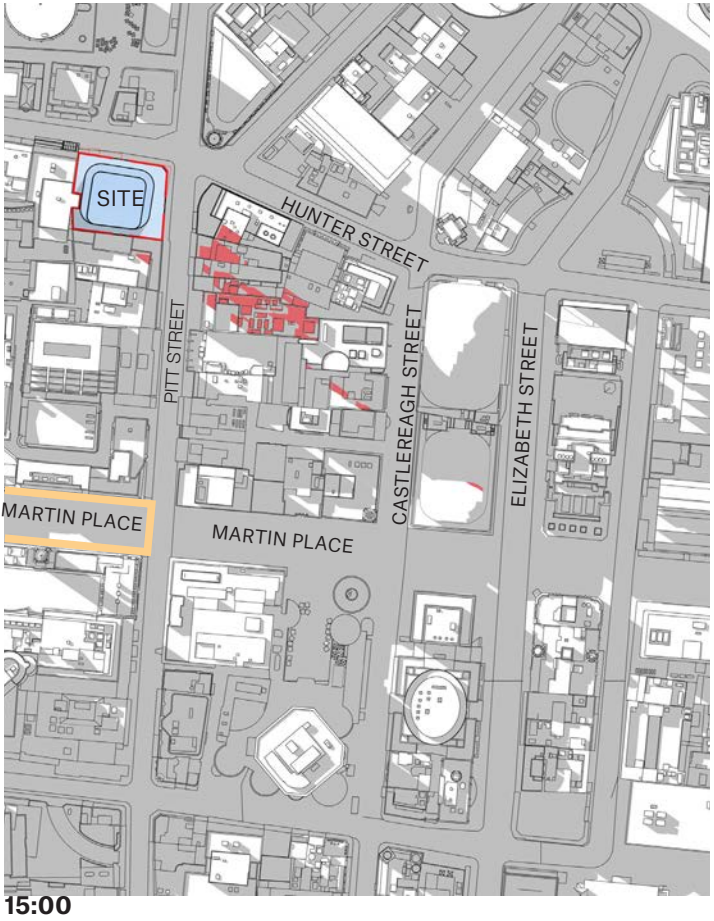 SITE
HUNTER STREET
PITT STREET
CASTLEREAGH STREET
ELIZABETH STREET
MARTIN PLACE
MARTIN PLACE
15:00